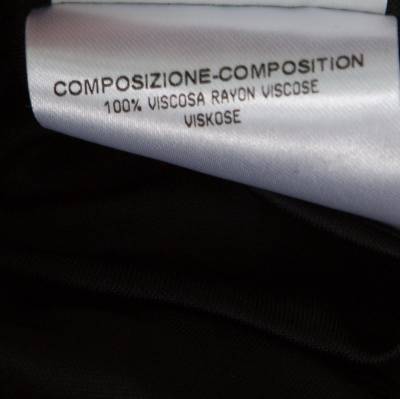 COMPOSIZIONE-COMPOSITION
100% VISCOSA RAYON VISCOSE
VISKOSE